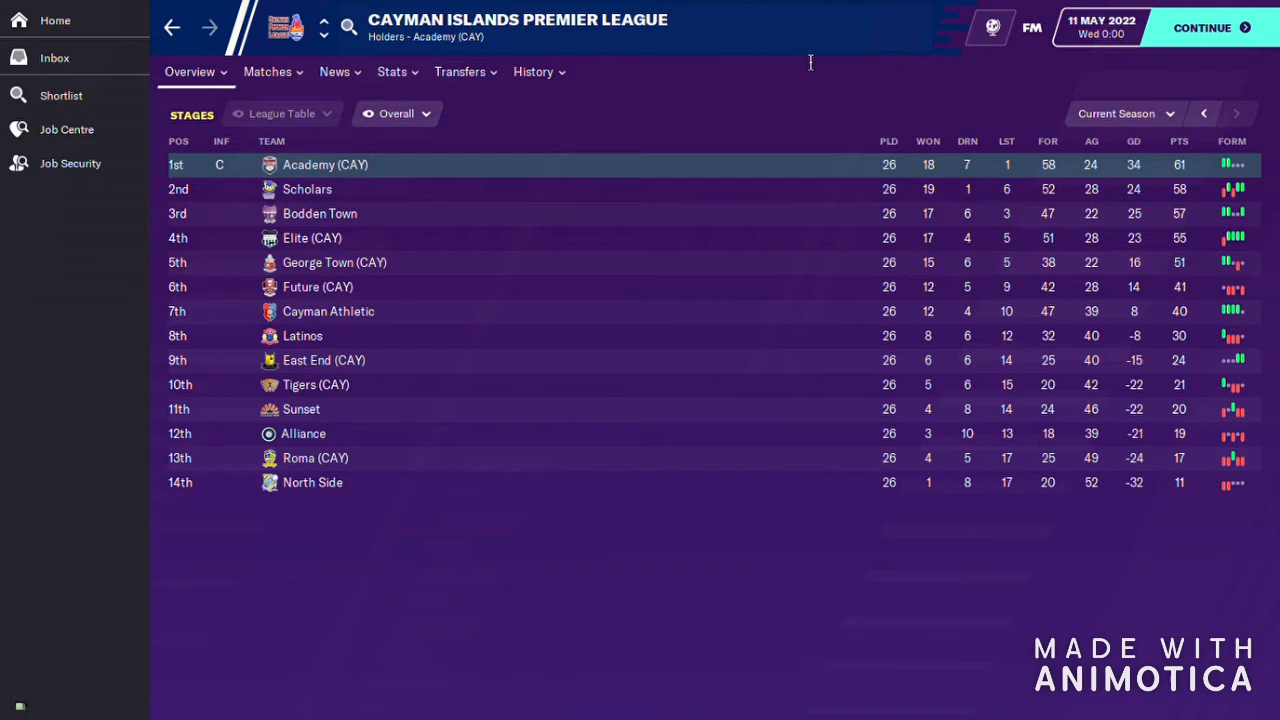 Home
Inbox
Shortlist
Job Centre
Job Security
CAYMAN ISLANDS PREMIER LEAGUE
Holders - Academy (CAY)
FM
11 MAY 2022
Wed 0:00
CONTINUE
Overview Matches News Stats Transfers History
STAGES League Table Overall Current Season
POS INF TEAM PLD WON DRN LST FOR AG GD PTS FORM
1st C Academy (CAY) 26 18 7 1 58 24 34 61
2nd Scholars 26 19 1 6 52 28 24 58
3rd Bodden Town 26 17 6 3 47 22 25 57
4th Elite (CAY) 26 17 4 5 51 28 23 55
5th George Town (CAY) 26 15 6 5 38 22 16 51
6th Future (CAY) 26 12 5 9 42 28 14 41
7th Cayman Athletic 26 12 4 10 47 39 8 40
8th Latinos 26 8 6 12 32 40 -8 30
9th East End (CAY) 26 6 6 14 25 40 -15 24
10th Tigers (CAY) 26 5 6 15 20 42 -22 21
11th Sunset 26 4 8 14 24 46 -22 20
12th Alliance 26 3 10 13 18 39 -21 19
13th Roma (CAY) 26 4 5 17 25 49 -24 17
14th North Side 26 1 8 17 20 52 -32 11
MADE WITH
ANIMOTICA